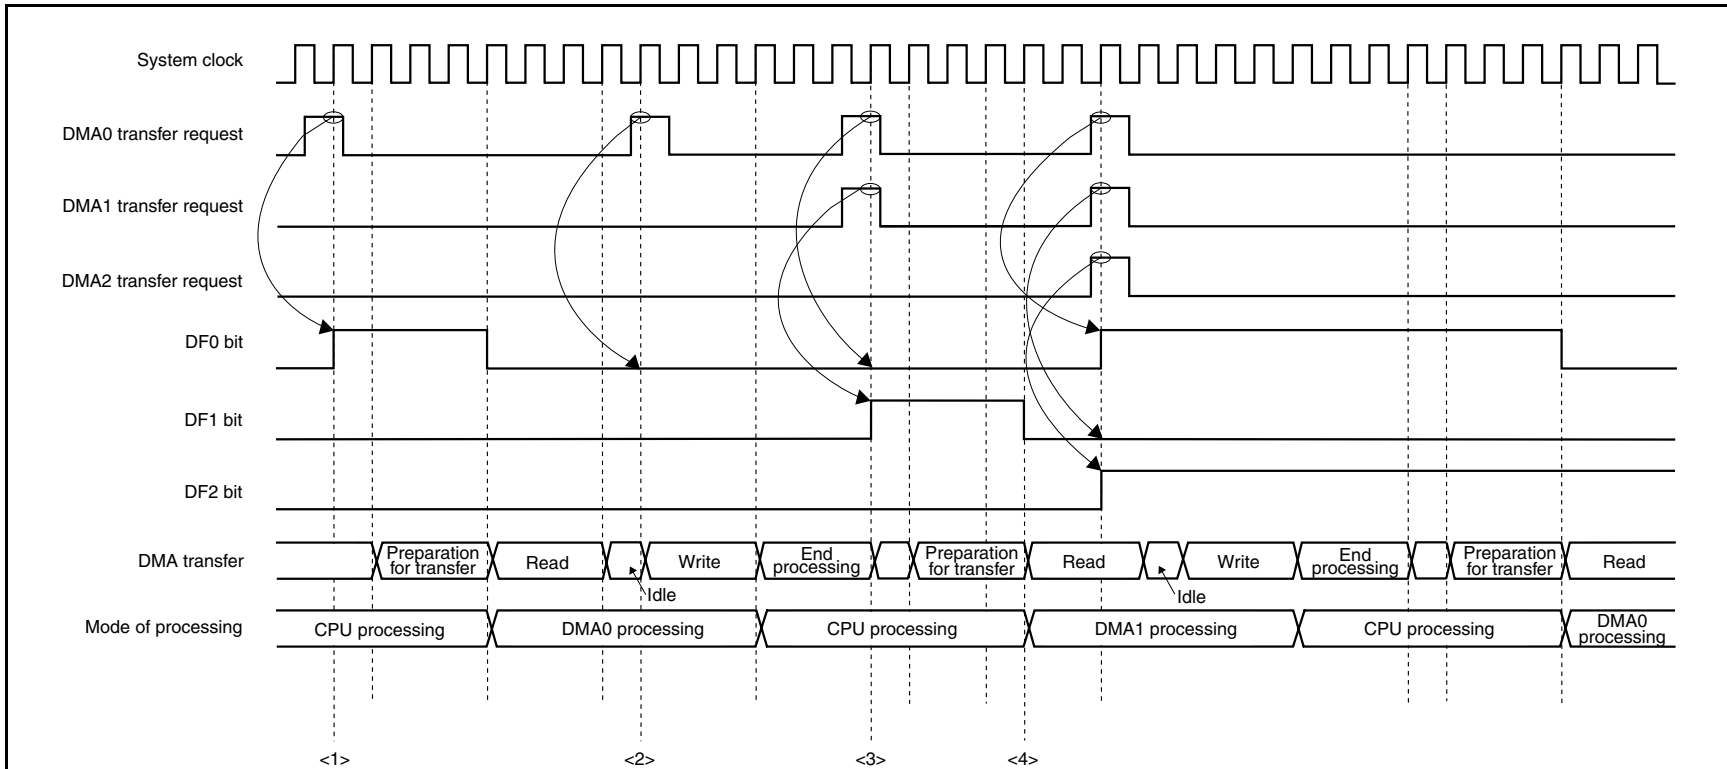 System clock
DMA0 transfer request
DMA1 transfer request
DMA2 transfer request
DF0 bit
DF1 bit
DF2 bit
DMA transfer
Preparation
for transfer
Read
Idle
Write
End
processing
Preparation
for transfer
Read
Idle
Write
End
processing
Preparation
for transfer
Read
Mode of processing
CPU processing
DMA0 processing
CPU processing
DMA1 processing
CPU processing
DMA0
processing
<1>
<2>
<3>
<4>